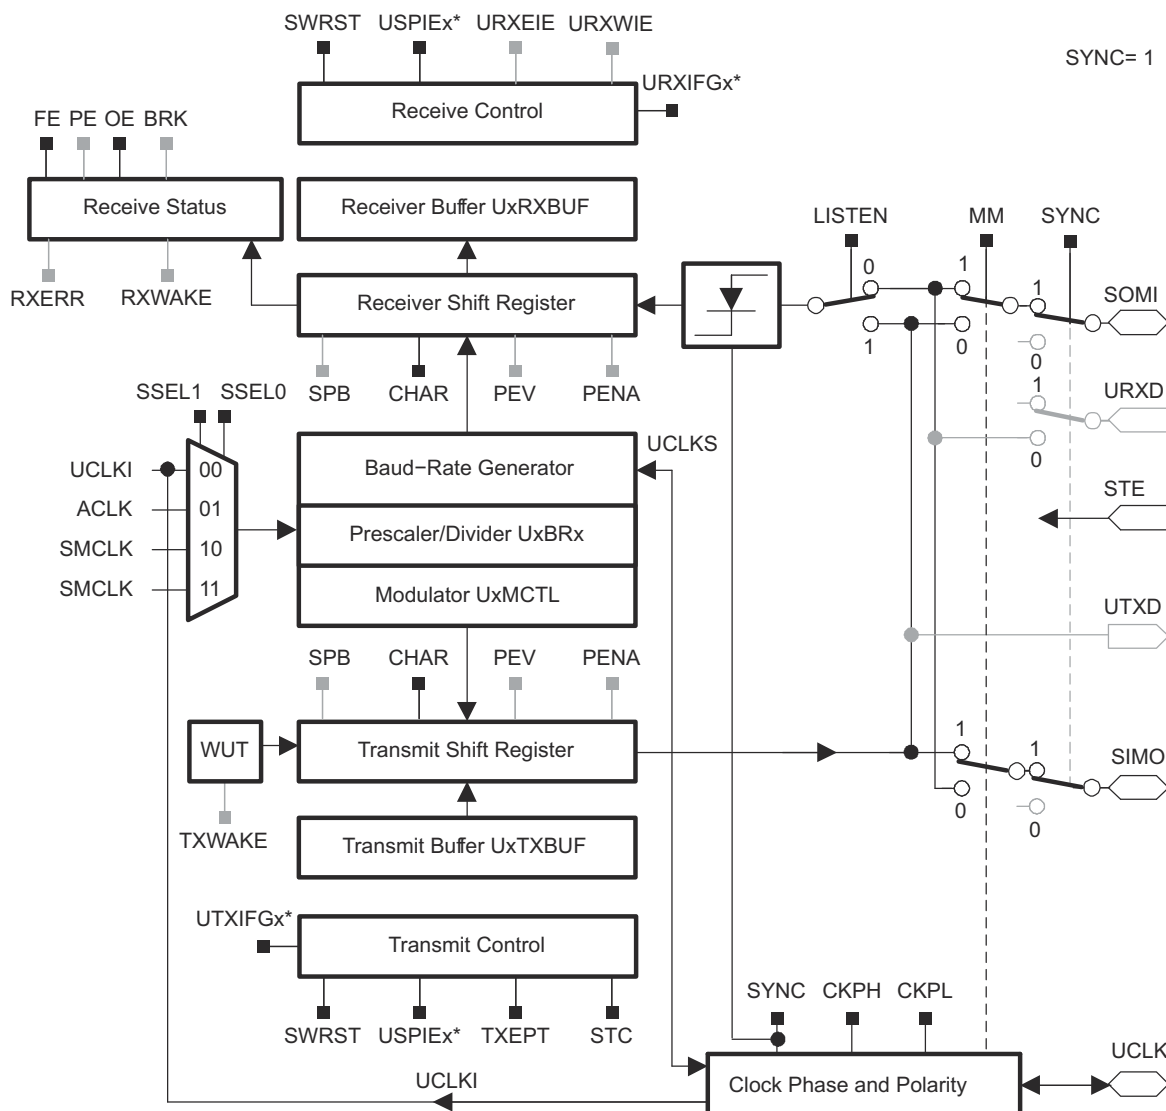 SWRST USPIEx* URXEIE URXWIE
SYNC= 1
URXIFGx*
Receive Control
FE PE OE BRK
Receive Status
Receiver Buffer UxRXBUF
LISTEN MM SYNC
RXERR RXWAKE
Receiver Shift Register
0 1 1
SOMI
1 0 0
SPB CHAR PEV PENA
SSEL1 SSEL0
1
URXD
0
UCLKS
UCLKI 00
ACLK 01
SMCLK 10
SMCLK 11
Baud−Rate Generator
Prescaler/Divider UxBRx
Modulator UxMCTL
STE
UTXD
SPB CHAR PEV PENA
WUT
Transmit Shift Register
1 1
SIMO
0 0
TXWAKE
Transmit Buffer UxTXBUF
UTXIFGx*
Transmit Control
SWRST USPIEx* TXEPT STC
SYNC CKPH CKPL
UCLK
UCLKI
Clock Phase and Polarity